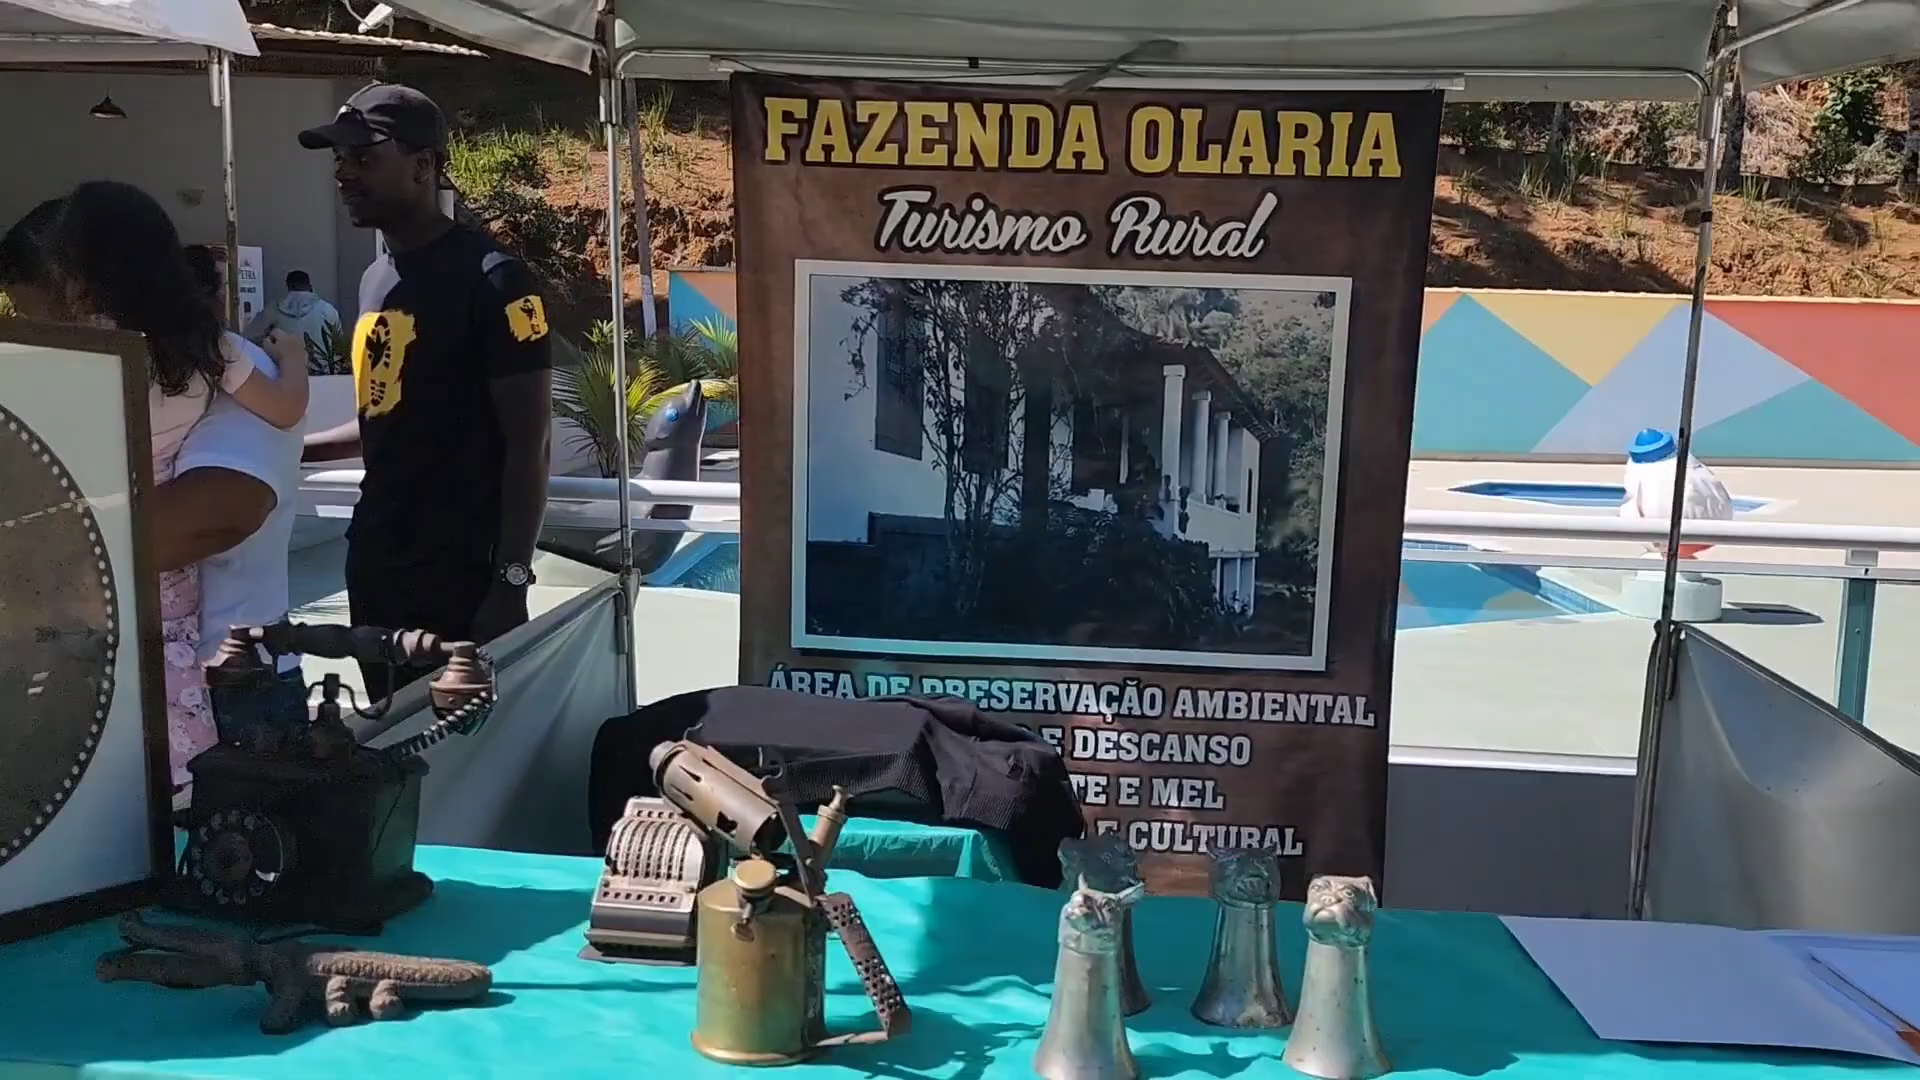 FAZENDA OLARIA
Turismo Rural
ÁREA DE PRESERVAÇÃO AMBIENTAL
E DESCANSO
TE E MEL
E CULTURAL